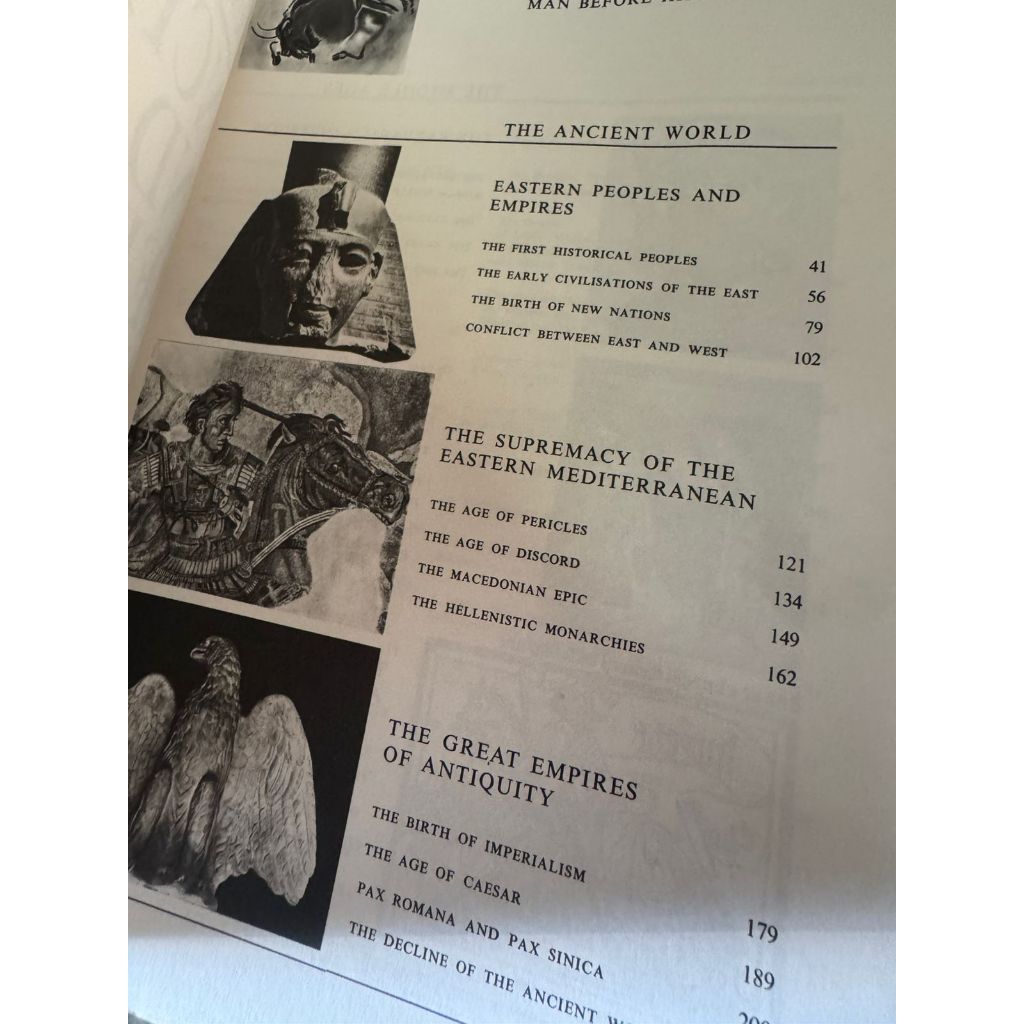 MAN BEFORE
THE ANCIENT WORLD
EASTERN PEOPLES AND
EMPIRES
THE FIRST HISTORICAL PEOPLES 41
THE EARLY CIVILISATIONS OF THE EAST 56
THE BIRTH OF NEW NATIONS 79
CONFLICT BETWEEN EAST AND WEST 102
THE SUPREMACY OF THE
EASTERN MEDITERRANEAN
THE AGE OF PERICLES 121
THE AGE OF DISCORD 134
THE MACEDONIAN EPIC 149
THE HELLENISTIC MONARCHIES 162
THE GREAT EMPIRES
OF ANTIQUITY
THE BIRTH OF IMPERIALISM 179
THE AGE OF CAESAR 189
PAX ROMANA AND PAX SINICA
THE DECLINE OF THE ANCIENT